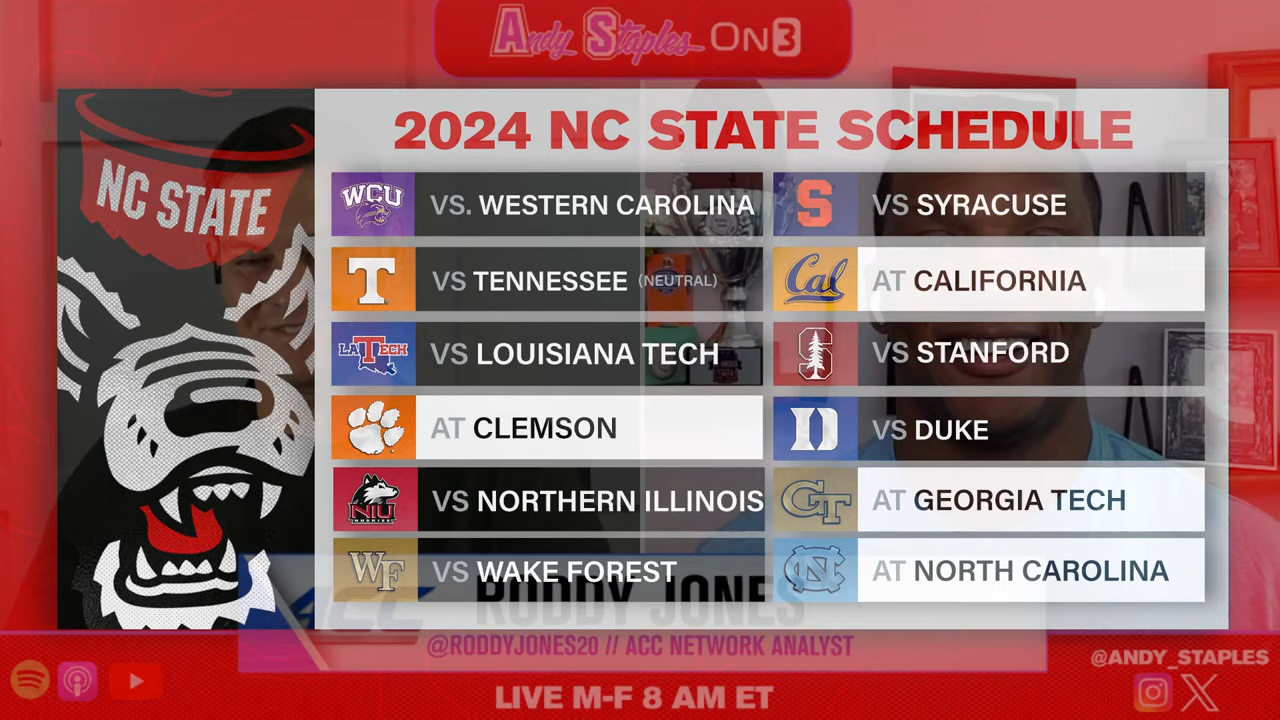 Andy Staples ON3
2024 NC STATE SCHEDULE
NC STATE
WCU VS. WESTERN CAROLINA
T VS TENNESSEE (NEUTRAL)
LA TECH VS LOUISIANA TECH
AT CLEMSON
NIU HUSKIES VS NORTHERN ILLINOIS
WF VS WAKE FOREST
S VS SYRACUSE
Cal AT CALIFORNIA
S VS STANFORD
D VS DUKE
GT AT GEORGIA TECH
NC AT NORTH CAROLINA
ACC RODDY JONES
@RODDYJONES20 // ACC NETWORK ANALYST
@ANDY_STAPLES
LIVE M-F 8 AM ET